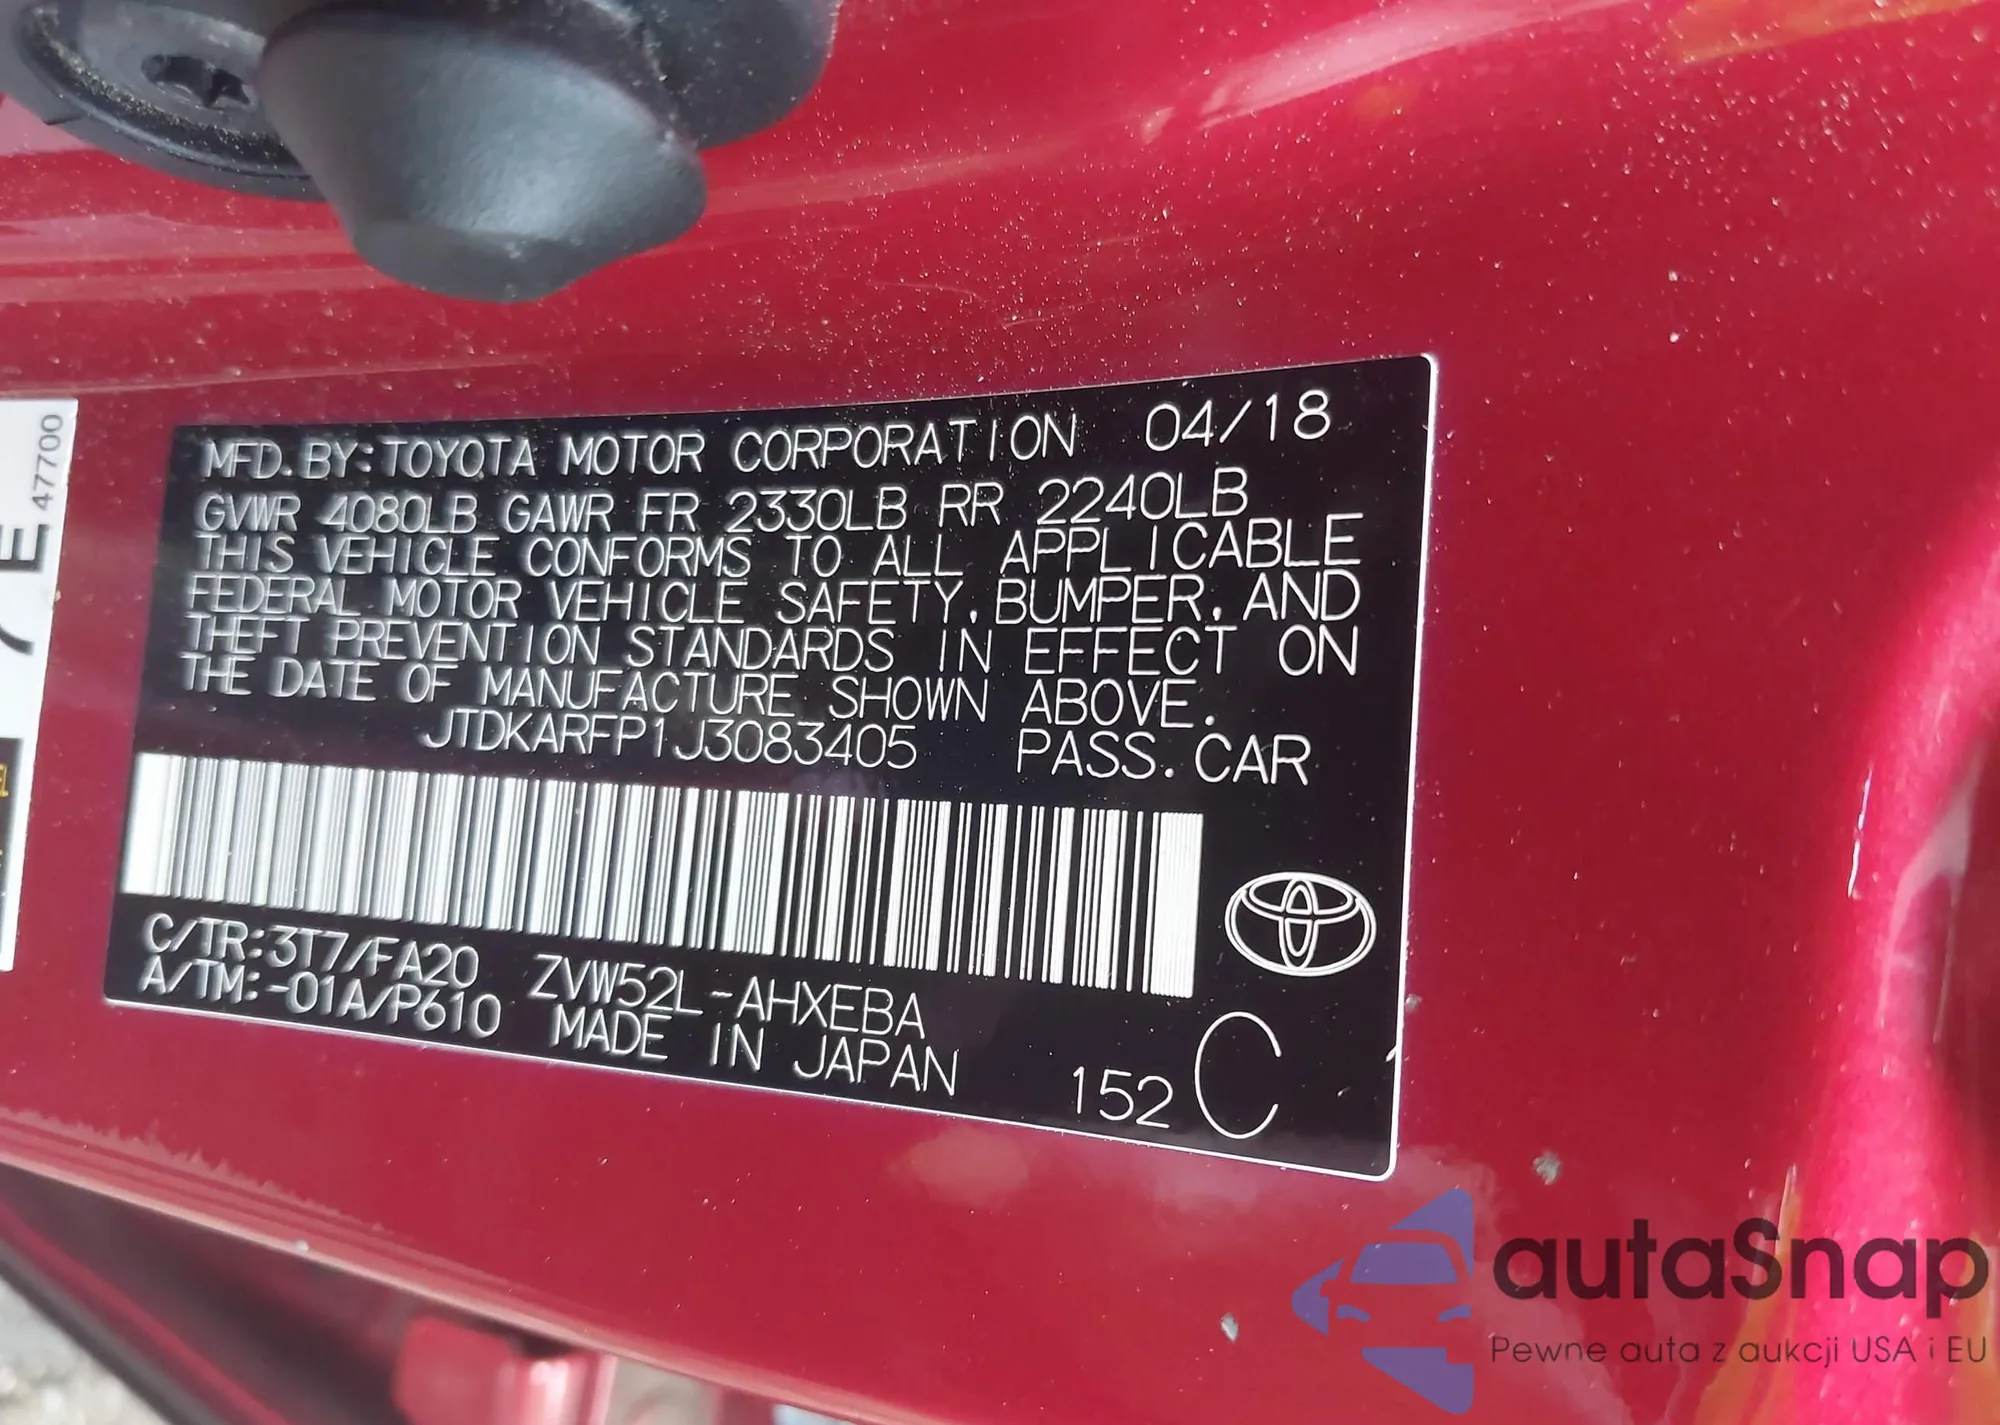 MFD. BY: TOYOTA MOTOR CORPORATION 04/18
GVWR 4080LB GAWR FR 2330LB RR 2240LB
THIS VEHICLE CONFORMS TO ALL APPLICABLE
FEDERAL MOTOR VEHICLE SAFETY, BUMPER, AND
THEFT PREVENTION STANDARDS IN EFFECT ON
THE DATE OF MANUFACTURE SHOWN ABOVE.
JTDKARFP1J3083405 PASS. CAR
C/TR: 3T7/FA20 ZVW52L-AHXEBA
A/TM: -01A/P610 MADE IN JAPAN
152 C
47700
autaSnap
Pewne auta z aukcji USA i EU